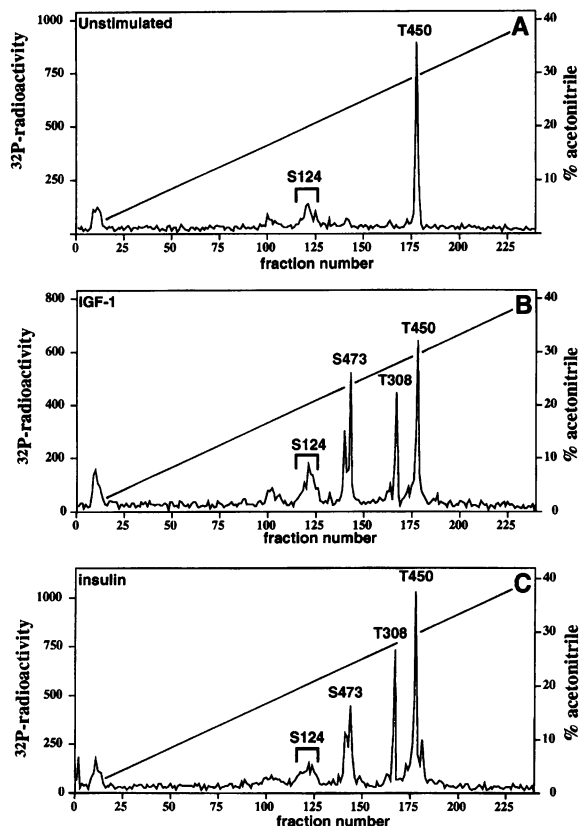 Unstimulated
A
T450
S124
1000
750
500
250
40
30
20
10
0
32P-radioactivity
% acetonitrile
0 25 50 75 100 125 150 175 200 225
fraction number
IGF-1
B
T450
S473
T308
S124
800
600
400
200
0
40
30
20
10
0
32P-radioactivity
% acetonitrile
0 25 50 75 100 125 150 175 200 225
fraction number
insulin
C
T450
T308
S473
S124
1000
750
500
250
0
40
30
20
10
0
32P-radioactivity
% acetonitrile
0 25 50 75 100 125 150 175 200 225
fraction number